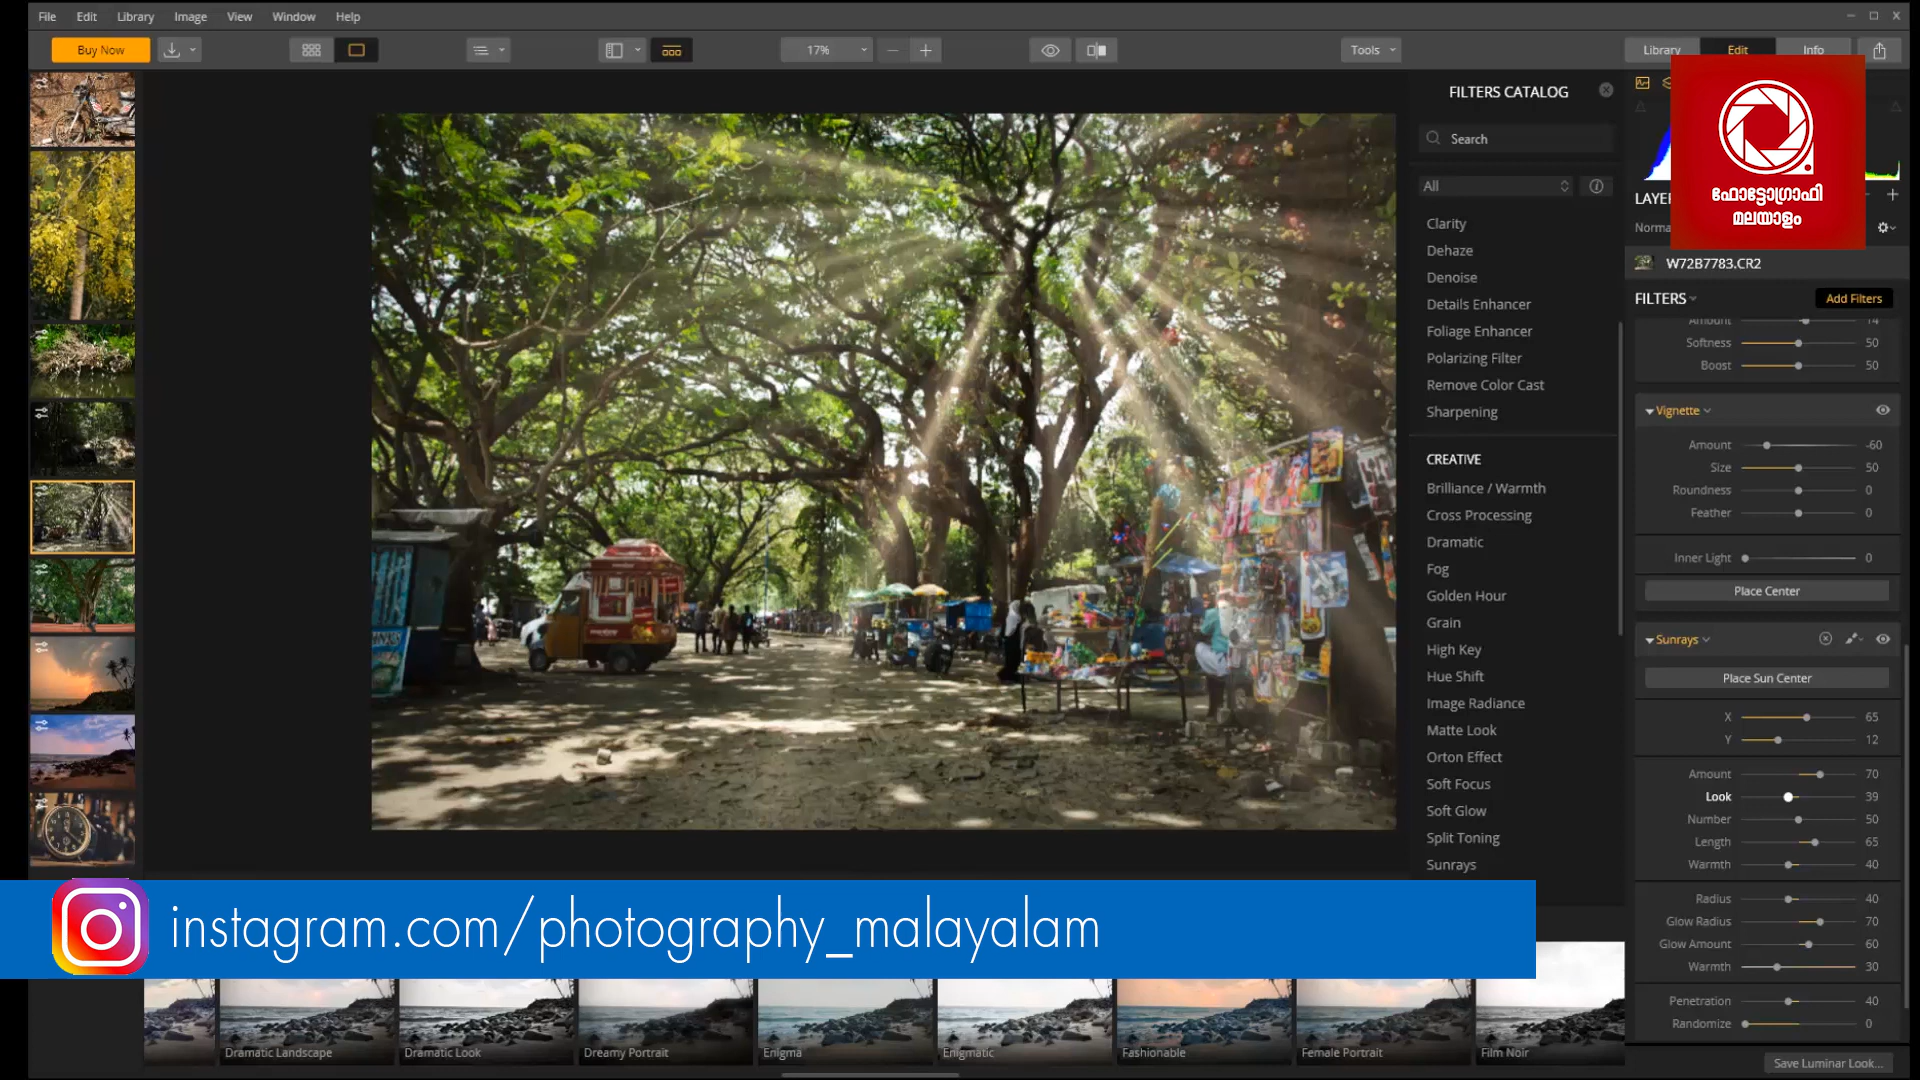 File Edit Library Image View Window Help
Buy Now
17%
Tools
Library Edit Info
FILTERS CATALOG
Search
All
Clarity
Dehaze
Denoise
Details Enhancer
Foliage Enhancer
Polarizing Filter
Remove Color Cast
Sharpening
CREATIVE
Brilliance / Warmth
Cross Processing
Dramatic
Fog
Golden Hour
Grain
High Key
Hue Shift
Image Radiance
Matte Look
Orton Effect
Soft Focus
Soft Glow
Split Toning
Sunrays
ഫോട്ടോഗ്രാഫി
മലയാളം
LAYE
Norma
W72B7783.CR2
FILTERS Add Filters
Amount 14
Softness 50
Boost 50
Vignette
Amount -60
Size 50
Roundness 0
Feather 0
Inner Light 0
Place Center
Sunrays
Place Sun Center
X 65
Y 12
Amount 70
Look 39
Number 50
Length 65
Warmth 40
Radius 40
Glow Radius 70
Glow Amount 60
Warmth 30
Penetration 40
Randomize 0
Save Luminar Look...
instagram.com/photography_malayalam
Dramatic Landscape
Dramatic Look
Dreamy Portrait
Enigma
Enigmatic
Fashionable
Female Portrait
Film Noir